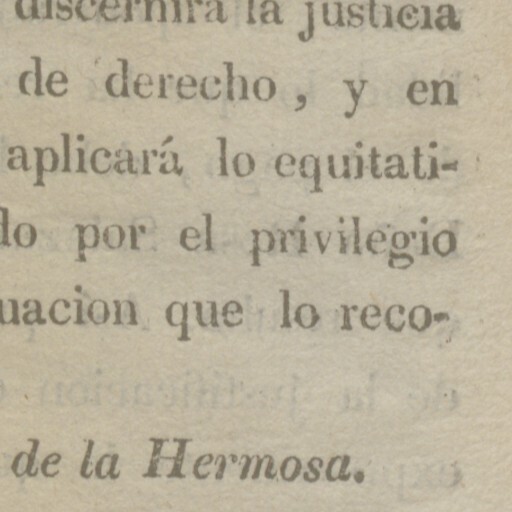 discernirá la justicia
de derecho, y en
aplicará lo equitati-
do por el privilegio
uacion que lo reco-
de la Hermosa.